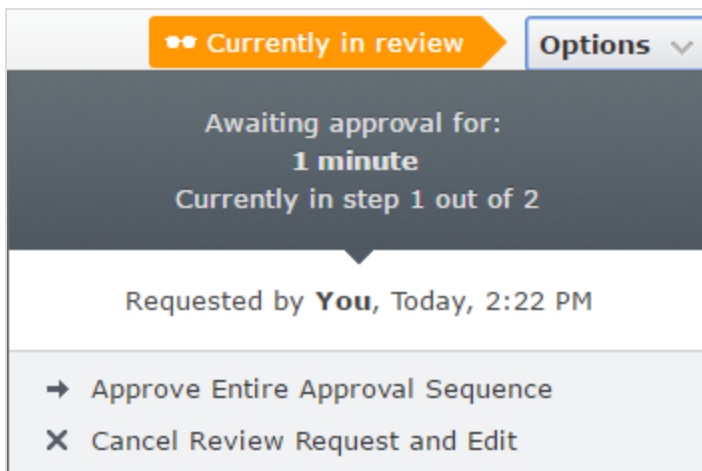 Currently in review
Options
Awaiting approval for:
1 minute
Currently in step 1 out of 2
Requested by You, Today, 2:22 PM
Approve Entire Approval Sequence
Cancel Review Request and Edit